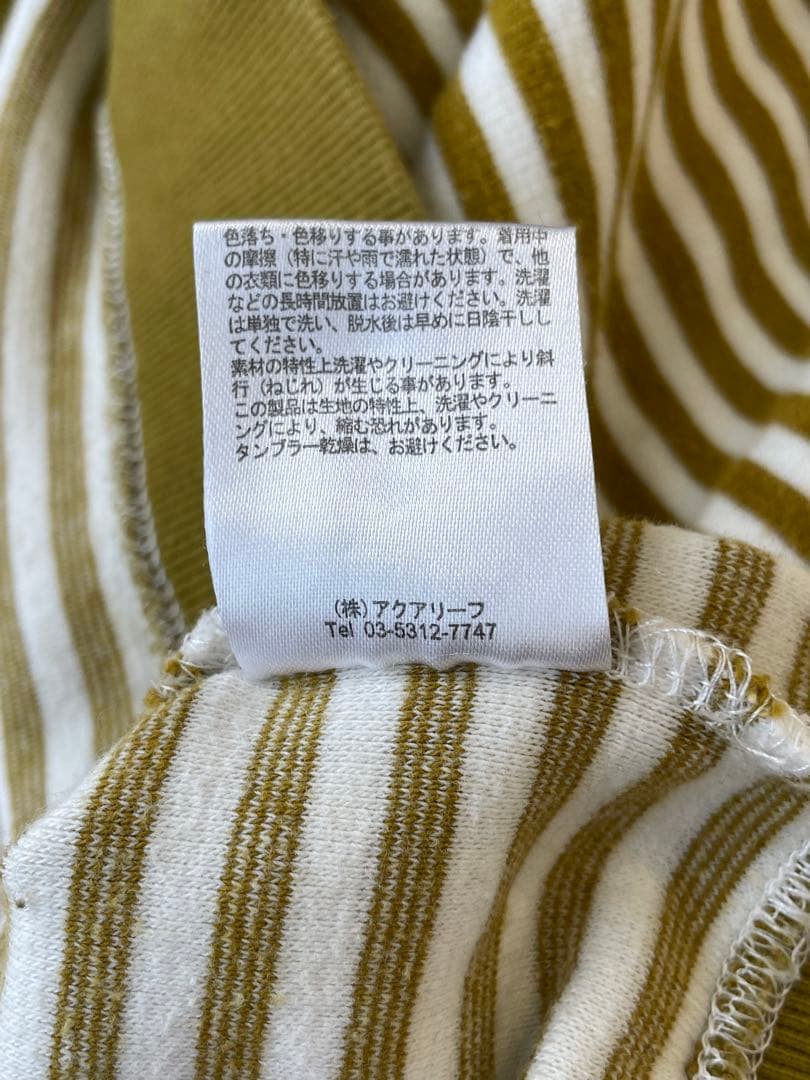 色落ち・色移りする事があります。着用中
の摩擦（特に汗や雨で濡れた状態）で、他
の衣類に色移りする場合があります。洗濯
などの長時間放置はお避けください。洗濯
は単独で洗い、脱水後は早めに日陰干しし
てください。
素材の特性上洗濯やクリーニングにより斜
行（ねじれ）が生じる事があります。
この製品は生地の特性上、洗濯やクリーニ
ングにより、縮む恐れがあります。
タンブラー乾燥は、お避けください。
（株）アクアリーフ
Tel 03-5312-7747